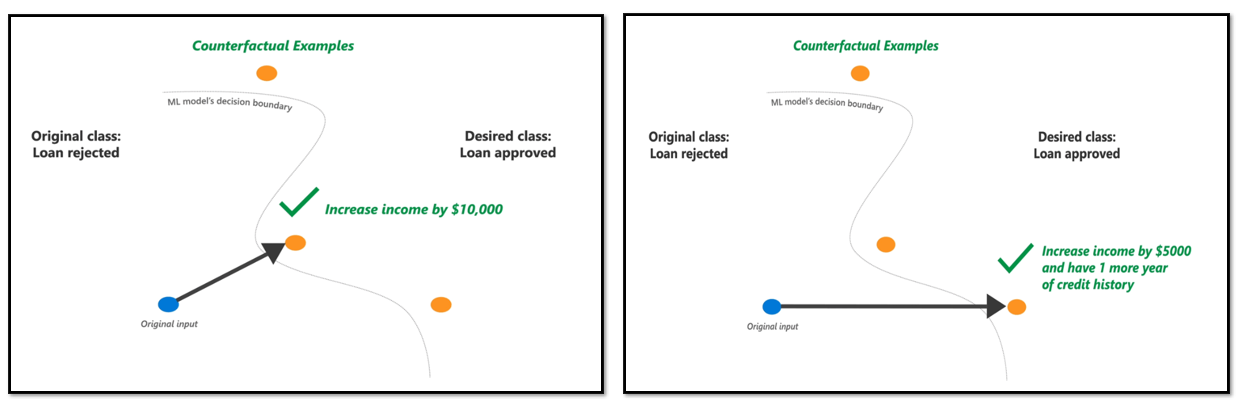 Counterfactual Examples
ML model's decision boundary
Original class:
Loan rejected
Desired class:
Loan approved
Increase income by $10,000
Original input
Counterfactual Examples
ML model's decision boundary
Original class:
Loan rejected
Desired class:
Loan approved
Increase income by $5000
and have 1 more year
of credit history
Original input